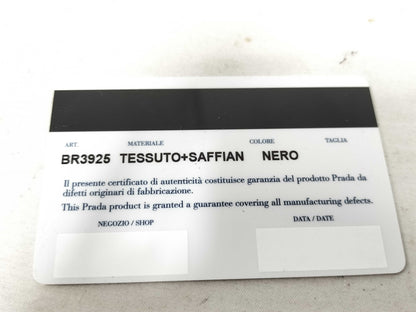 ART. MATERIALE COLORE TAGLIA
BR3925 TESSUTO+SAFFIAN NERO
Il presente certificato di autenticità costituisce garanzia del prodotto Prada da
difetti originari di fabbricazione.
This Prada product is granted a guarantee covering all manufacturing defects.
NEGOZIO / SHOP DATA / DATE